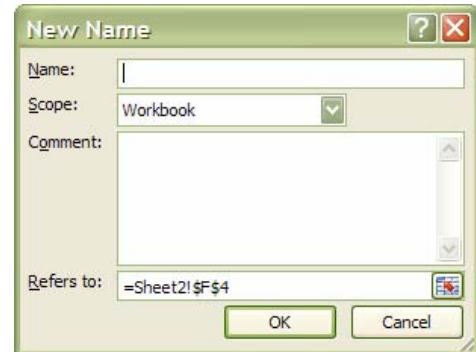 New Name
Name:
Scope: Workbook
Comment:
Refers to: =Sheet2!$F$4
OK Cancel